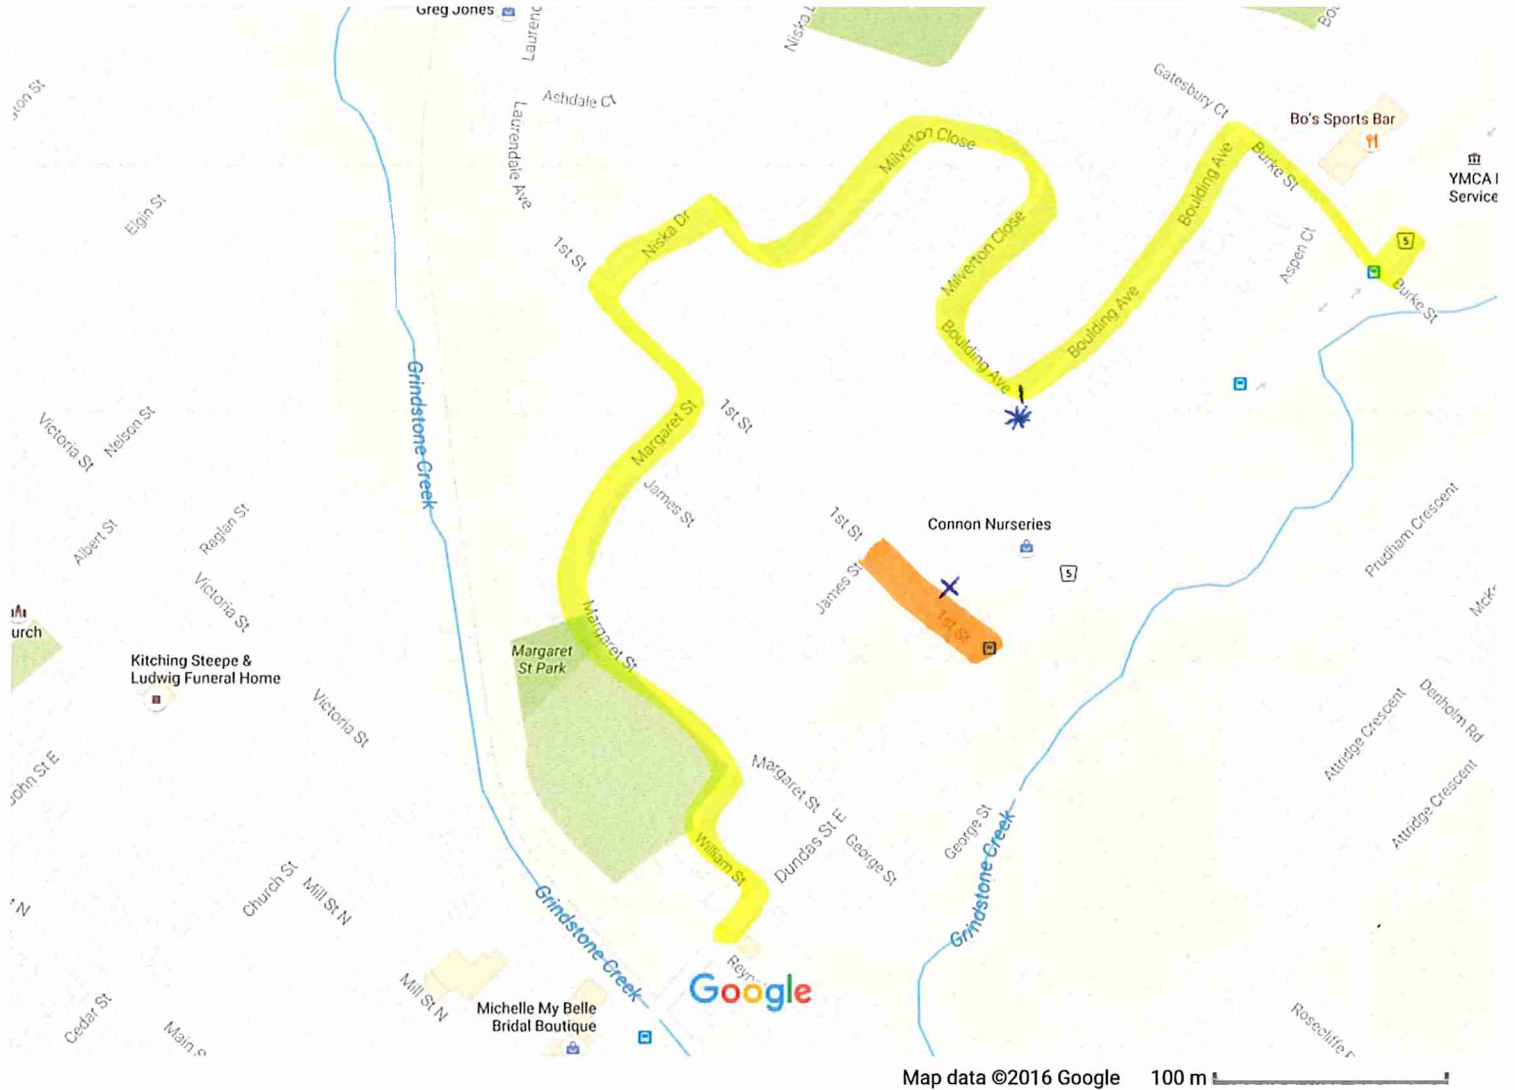 Greg Jones
Laurenc
Niska
Bou
Gatesbury Ct
Bo's Sports Bar
Ashdale Ct
Laurendale Ave
Milverton Close
Boulding Ave
Burke St
YMCA
Service
Elgin St
Niska Dr
1st St
Aspen Ct
5
Milverton Close
Burke St
Boulding Ave
Boulding Ave
Grindstone Creek
Victoria St
Nelson St
Margaret St
1st St
James St
Albert St
Raglan St
1st St
Connon Nurseries
5
Prudham Crescent
Victoria St
James St
1st St
urch
Margaret St
Margaret
St Park
Kitching Steepe &
Ludwig Funeral Home
Victoria St
Attridge Crescent
Denholm Rd
John St E
Margaret St
Dundas St E
George St
George St
Attridge Crescent
William St
Grindstone Creek
Church St
Mill St N
N
Grindstone Creek
Mill St N
Google
Michelle My Belle
Bridal Boutique
Cedar St
Main S
Rosecliffe
Map data ©2016 Google 100 m